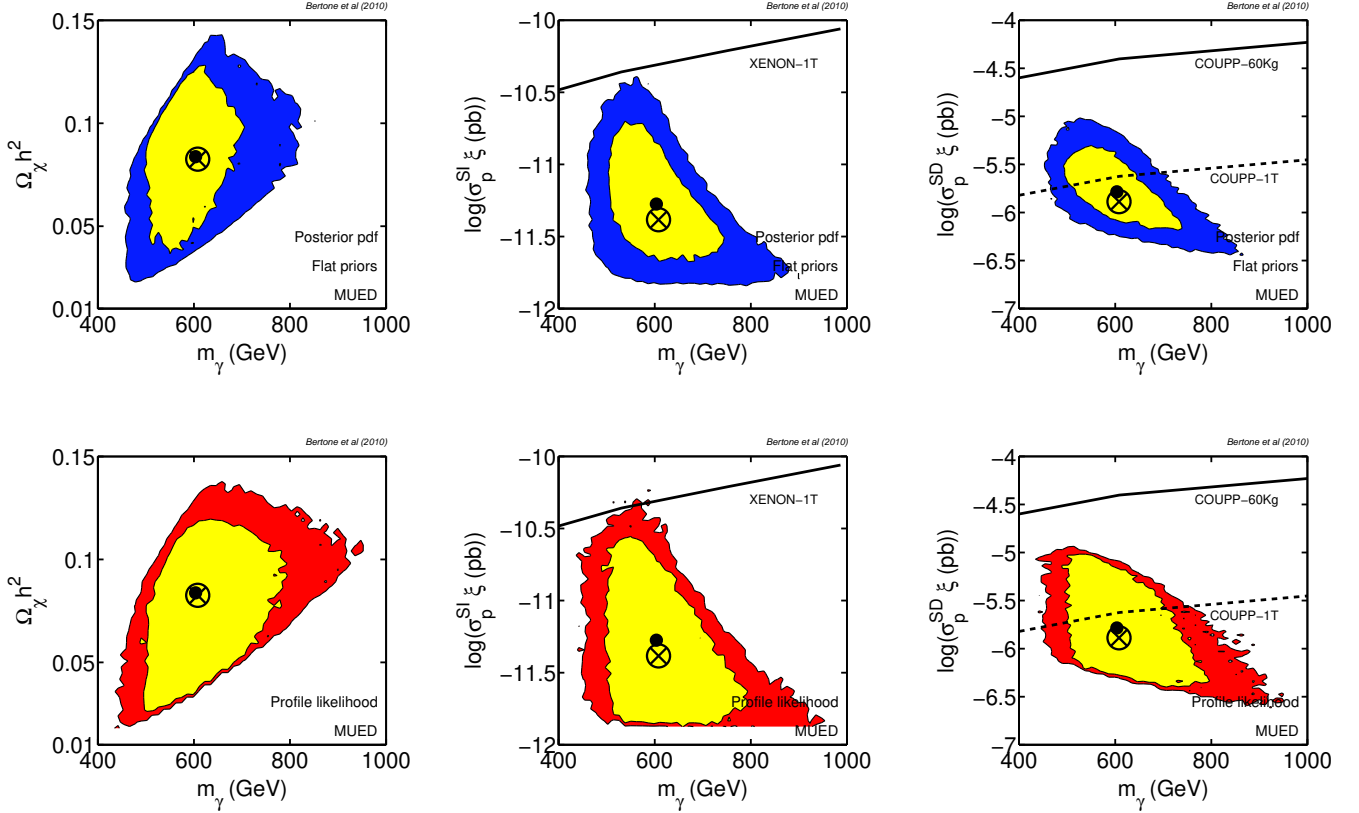 Bertone et al (2010)
0.15
0.1
0.05
0.01
Ω_χ h²
Posterior pdf
Flat priors
MUED
400 600 800 1000
m_γ (GeV)
Bertone et al (2010)
−10
−10.5
−11
−11.5
−12
log(σ_p^SI ξ (pb))
XENON−1T
Posterior pdf
Flat priors
MUED
400 600 800 1000
m_γ (GeV)
Bertone et al (2010)
−4
−4.5
−5
−5.5
−6
−6.5
−7
log(σ_p^SD ξ (pb))
COUPP−60Kg
COUPP−1T
Posterior pdf
Flat priors
MUED
400 600 800 1000
m_γ (GeV)
Bertone et al (2010)
0.15
0.1
0.05
0.01
Ω_χ h²
Profile likelihood
MUED
400 600 800 1000
m_γ (GeV)
Bertone et al (2010)
−10
−10.5
−11
−11.5
−12
log(σ_p^SI ξ (pb))
XENON−1T
Profile likelihood
MUED
400 600 800 1000
m_γ (GeV)
Bertone et al (2010)
−4
−4.5
−5
−5.5
−6
−6.5
−7
log(σ_p^SD ξ (pb))
COUPP−60Kg
COUPP−1T
Profile likelihood
MUED
400 600 800 1000
m_γ (GeV)